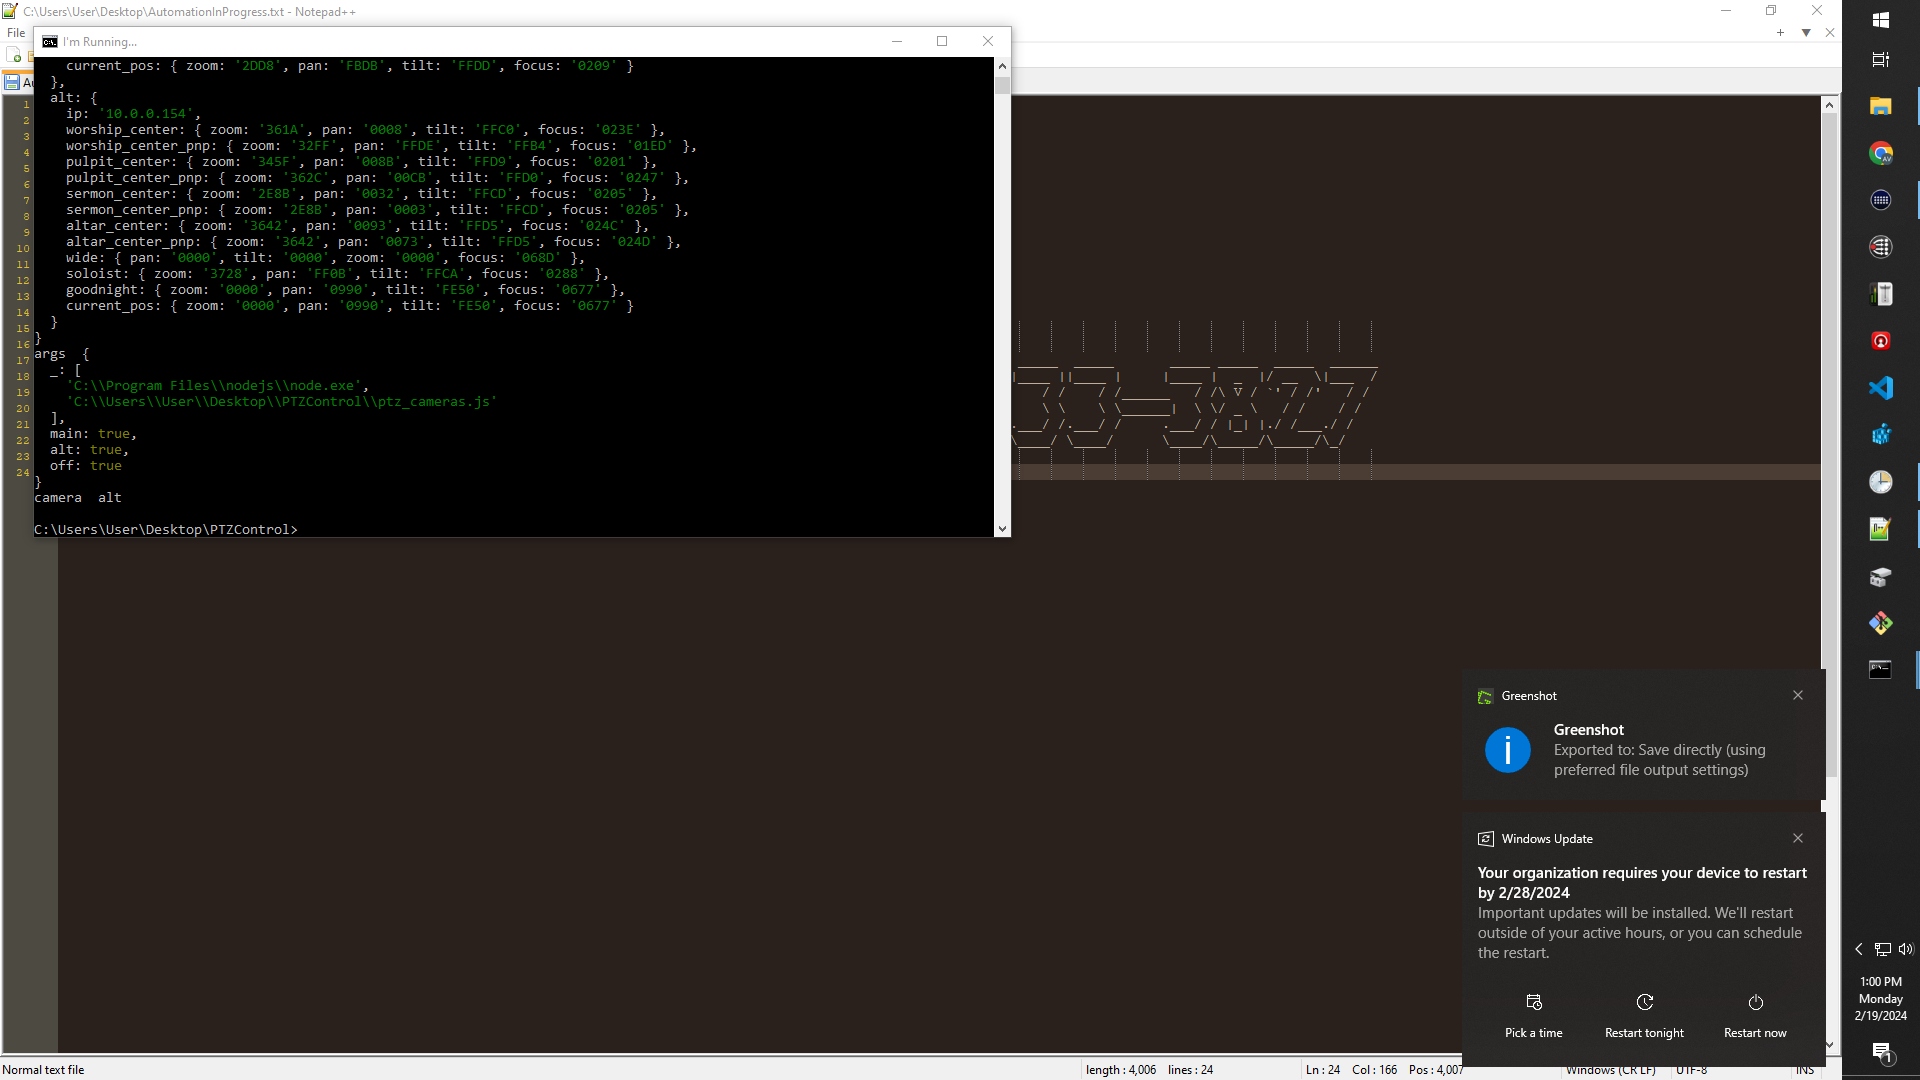 C:\Users\User\Desktop\AutomationInProgress.txt - Notepad++
File
I'm Running...
current_pos: { zoom: '2DD8', pan: 'FBDB', tilt: 'FFDD', focus: '0209' }
},
alt: {
ip: '10.0.0.154',
worship_center: { zoom: '361A', pan: '0008', tilt: 'FFC0', focus: '023E' },
worship_center_pnp: { zoom: '32FF', pan: 'FFDE', tilt: 'FFB4', focus: '01ED' },
pulpit_center: { zoom: '345F', pan: '008B', tilt: 'FFD9', focus: '0201' },
pulpit_center_pnp: { zoom: '362C', pan: '00CB', tilt: 'FFD0', focus: '0247' },
sermon_center: { zoom: '2E8B', pan: '0032', tilt: 'FFCD', focus: '0205' },
sermon_center_pnp: { zoom: '2E8B', pan: '0003', tilt: 'FFCD', focus: '0205' },
altar_center: { zoom: '3642', pan: '0093', tilt: 'FFD5', focus: '024C' },
altar_center_pnp: { zoom: '3642', pan: '0073', tilt: 'FFD5', focus: '024D' },
wide: { pan: '0000', tilt: '0000', zoom: '0000', focus: '068D' },
soloist: { zoom: '3728', pan: 'FF0B', tilt: 'FFCA', focus: '0288' },
goodnight: { zoom: '0000', pan: '0990', tilt: 'FE50', focus: '0677' },
current_pos: { zoom: '0000', pan: '0990', tilt: 'FE50', focus: '0677' }
}
}
args  {
_: [
'C:\\Program Files\\nodejs\\node.exe',
'C:\\Users\\User\\Desktop\\PTZControl\\ptz_cameras.js'
],
main: true,
alt: true,
off: true
}
camera  alt
C:\Users\User\Desktop\PTZControl>
1
2
3
4
5
6
7
8
9
10
11
12
13
14
15
16
17
18
19
20
21
22
23
24
33-3827
Greenshot
Greenshot
Exported to: Save directly (using
preferred file output settings)
Windows Update
Your organization requires your device to restart
by 2/28/2024
Important updates will be installed. We'll restart
outside of your active hours, or you can schedule
the restart.
Pick a time
Restart tonight
Restart now
1:00 PM
Monday
2/19/2024
1
Normal text file
length : 4,006    lines : 24
Ln : 24    Col : 166    Pos : 4,007
Windows (CR LF)
UTF-8
INS